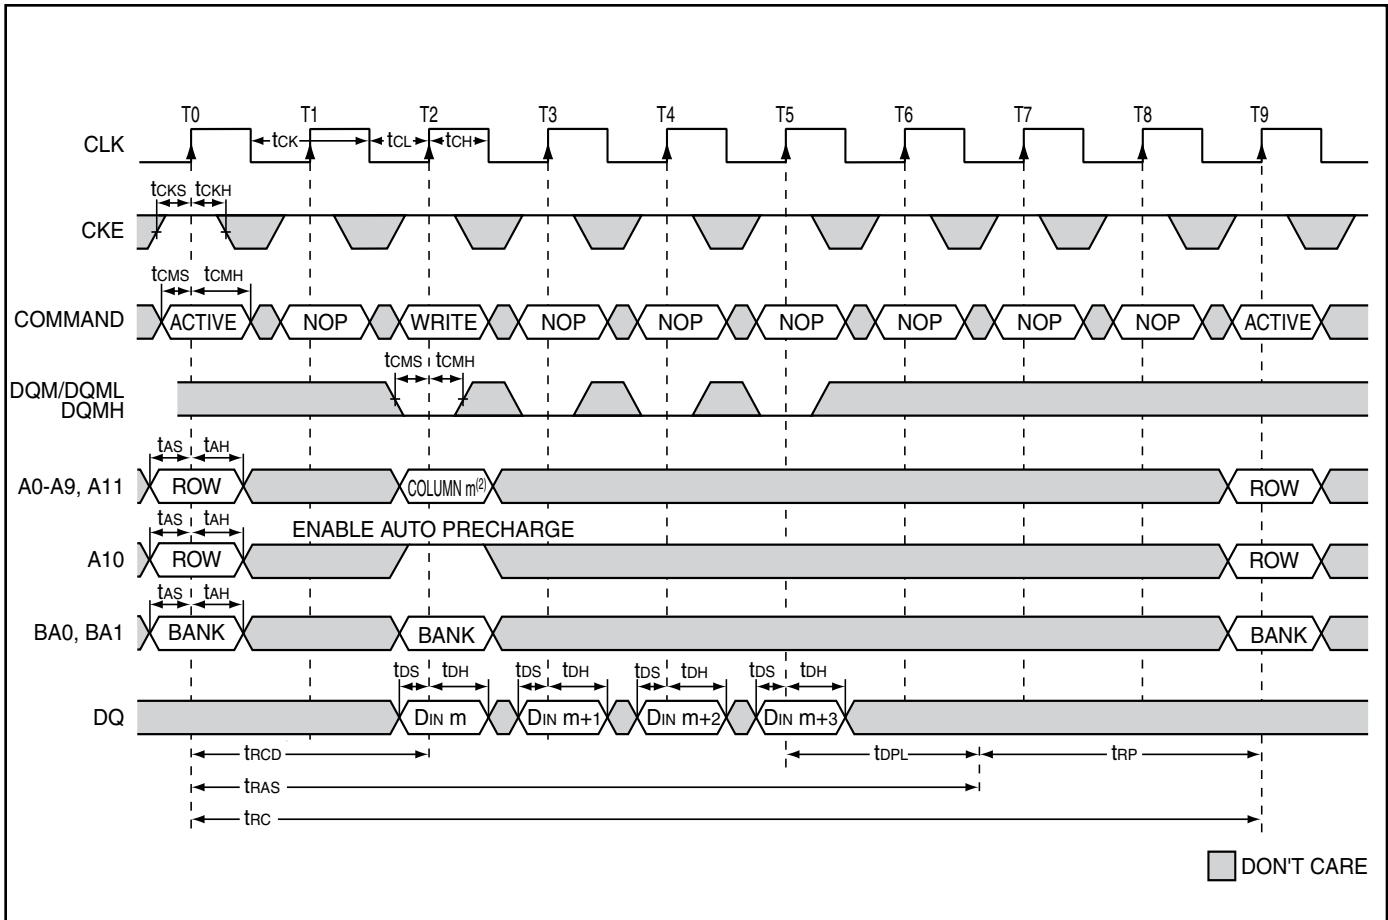 T0 T1 T2 T3 T4 T5 T6 T7 T8 T9
CLK tCK tCL tCH
tCKS tCKH
CKE
tCMS tCMH
COMMAND ACTIVE NOP WRITE NOP NOP NOP NOP NOP NOP ACTIVE
tCMS tCMH
DQM/DQML
DQMH
tAS tAH
A0-A9, A11 ROW COLUMN m(2) ROW
tAS tAH ENABLE AUTO PRECHARGE
A10 ROW ROW
tAS tAH
BA0, BA1 BANK BANK BANK
tDS tDH tDS tDH tDS tDH tDS tDH
DQ DIN m DIN m+1 DIN m+2 DIN m+3
tRCD tDPL tRP
tRAS
tRC
DON'T CARE